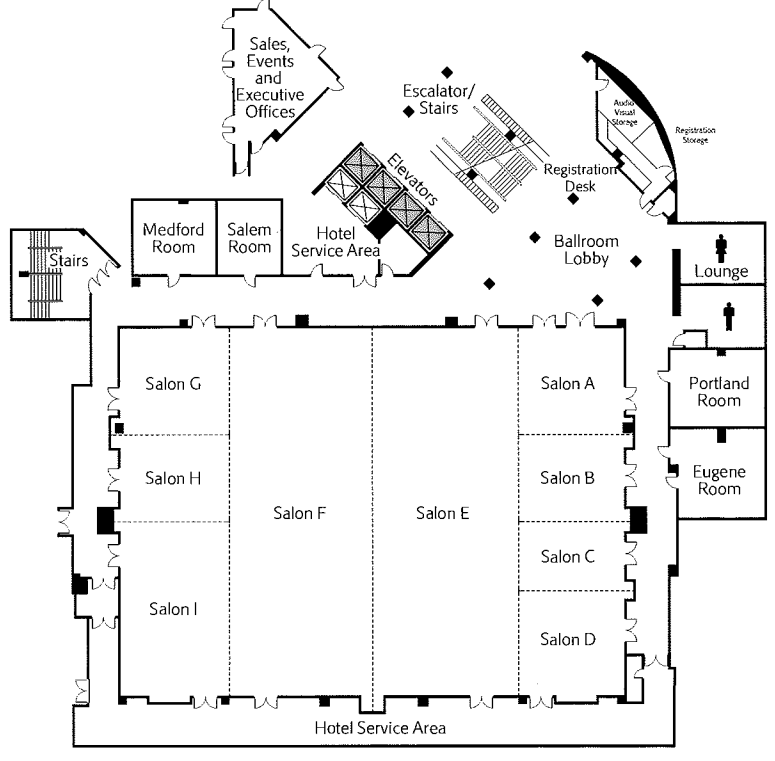 Sales,
Events
and
Executive
Offices
Escalator/
Stairs
Audio
Visual
Storage
Registration
Storage
Elevators
Registration
Desk
Medford
Room
Salem
Room
Hotel
Service Area
Ballroom
Lobby
Stairs
Lounge
Salon G
Salon A
Portland
Room
Salon H
Salon B
Eugene
Room
Salon F
Salon E
Salon C
Salon I
Salon D
Hotel Service Area